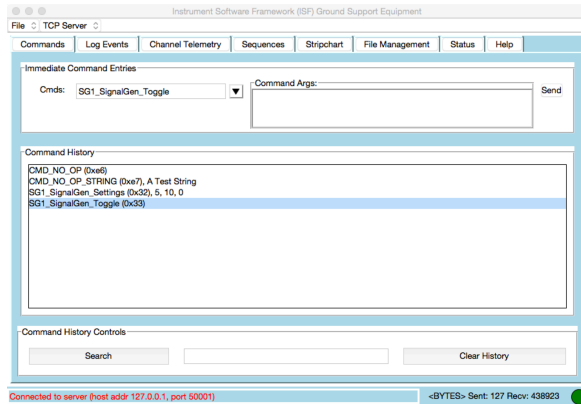 Instrument Software Framework (ISF) Ground Support Equipment
File TCP Server
Commands Log Events Channel Telemetry Sequences Stripchart File Management Status Help
Immediate Command Entries
Cmds: SG1_SignalGen_Toggle Command Args: Send
Command History
CMD_NO_OP (0xe6)
CMD_NO_OP_STRING (0xe7), A Test String
SG1_SignalGen_Settings (0x32), 5, 10, 0
SG1_SignalGen_Toggle (0x33)
Command History Controls
Search Clear History
Connected to server (host addr 127.0.0.1, port 50001) <BYTES> Sent: 127 Recv: 438923